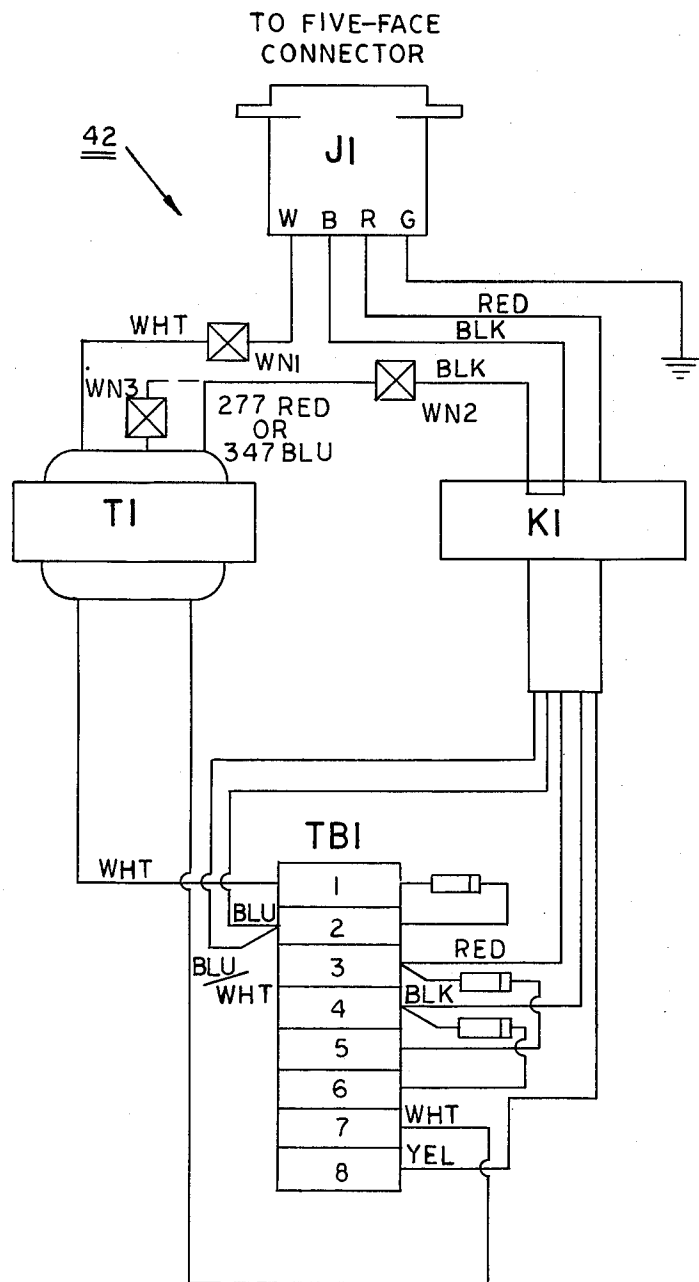 TO FIVE-FACE
CONNECTOR
42
J1
W B R G
RED
WHT
BLK
WN1
BLK
WN3
277 RED
OR
347 BLU
WN2
T1
K1
TB1
WHT
1
BLU
2
RED
3
BLU/WHT
BLK
4
5
6
WHT
7
YEL
8